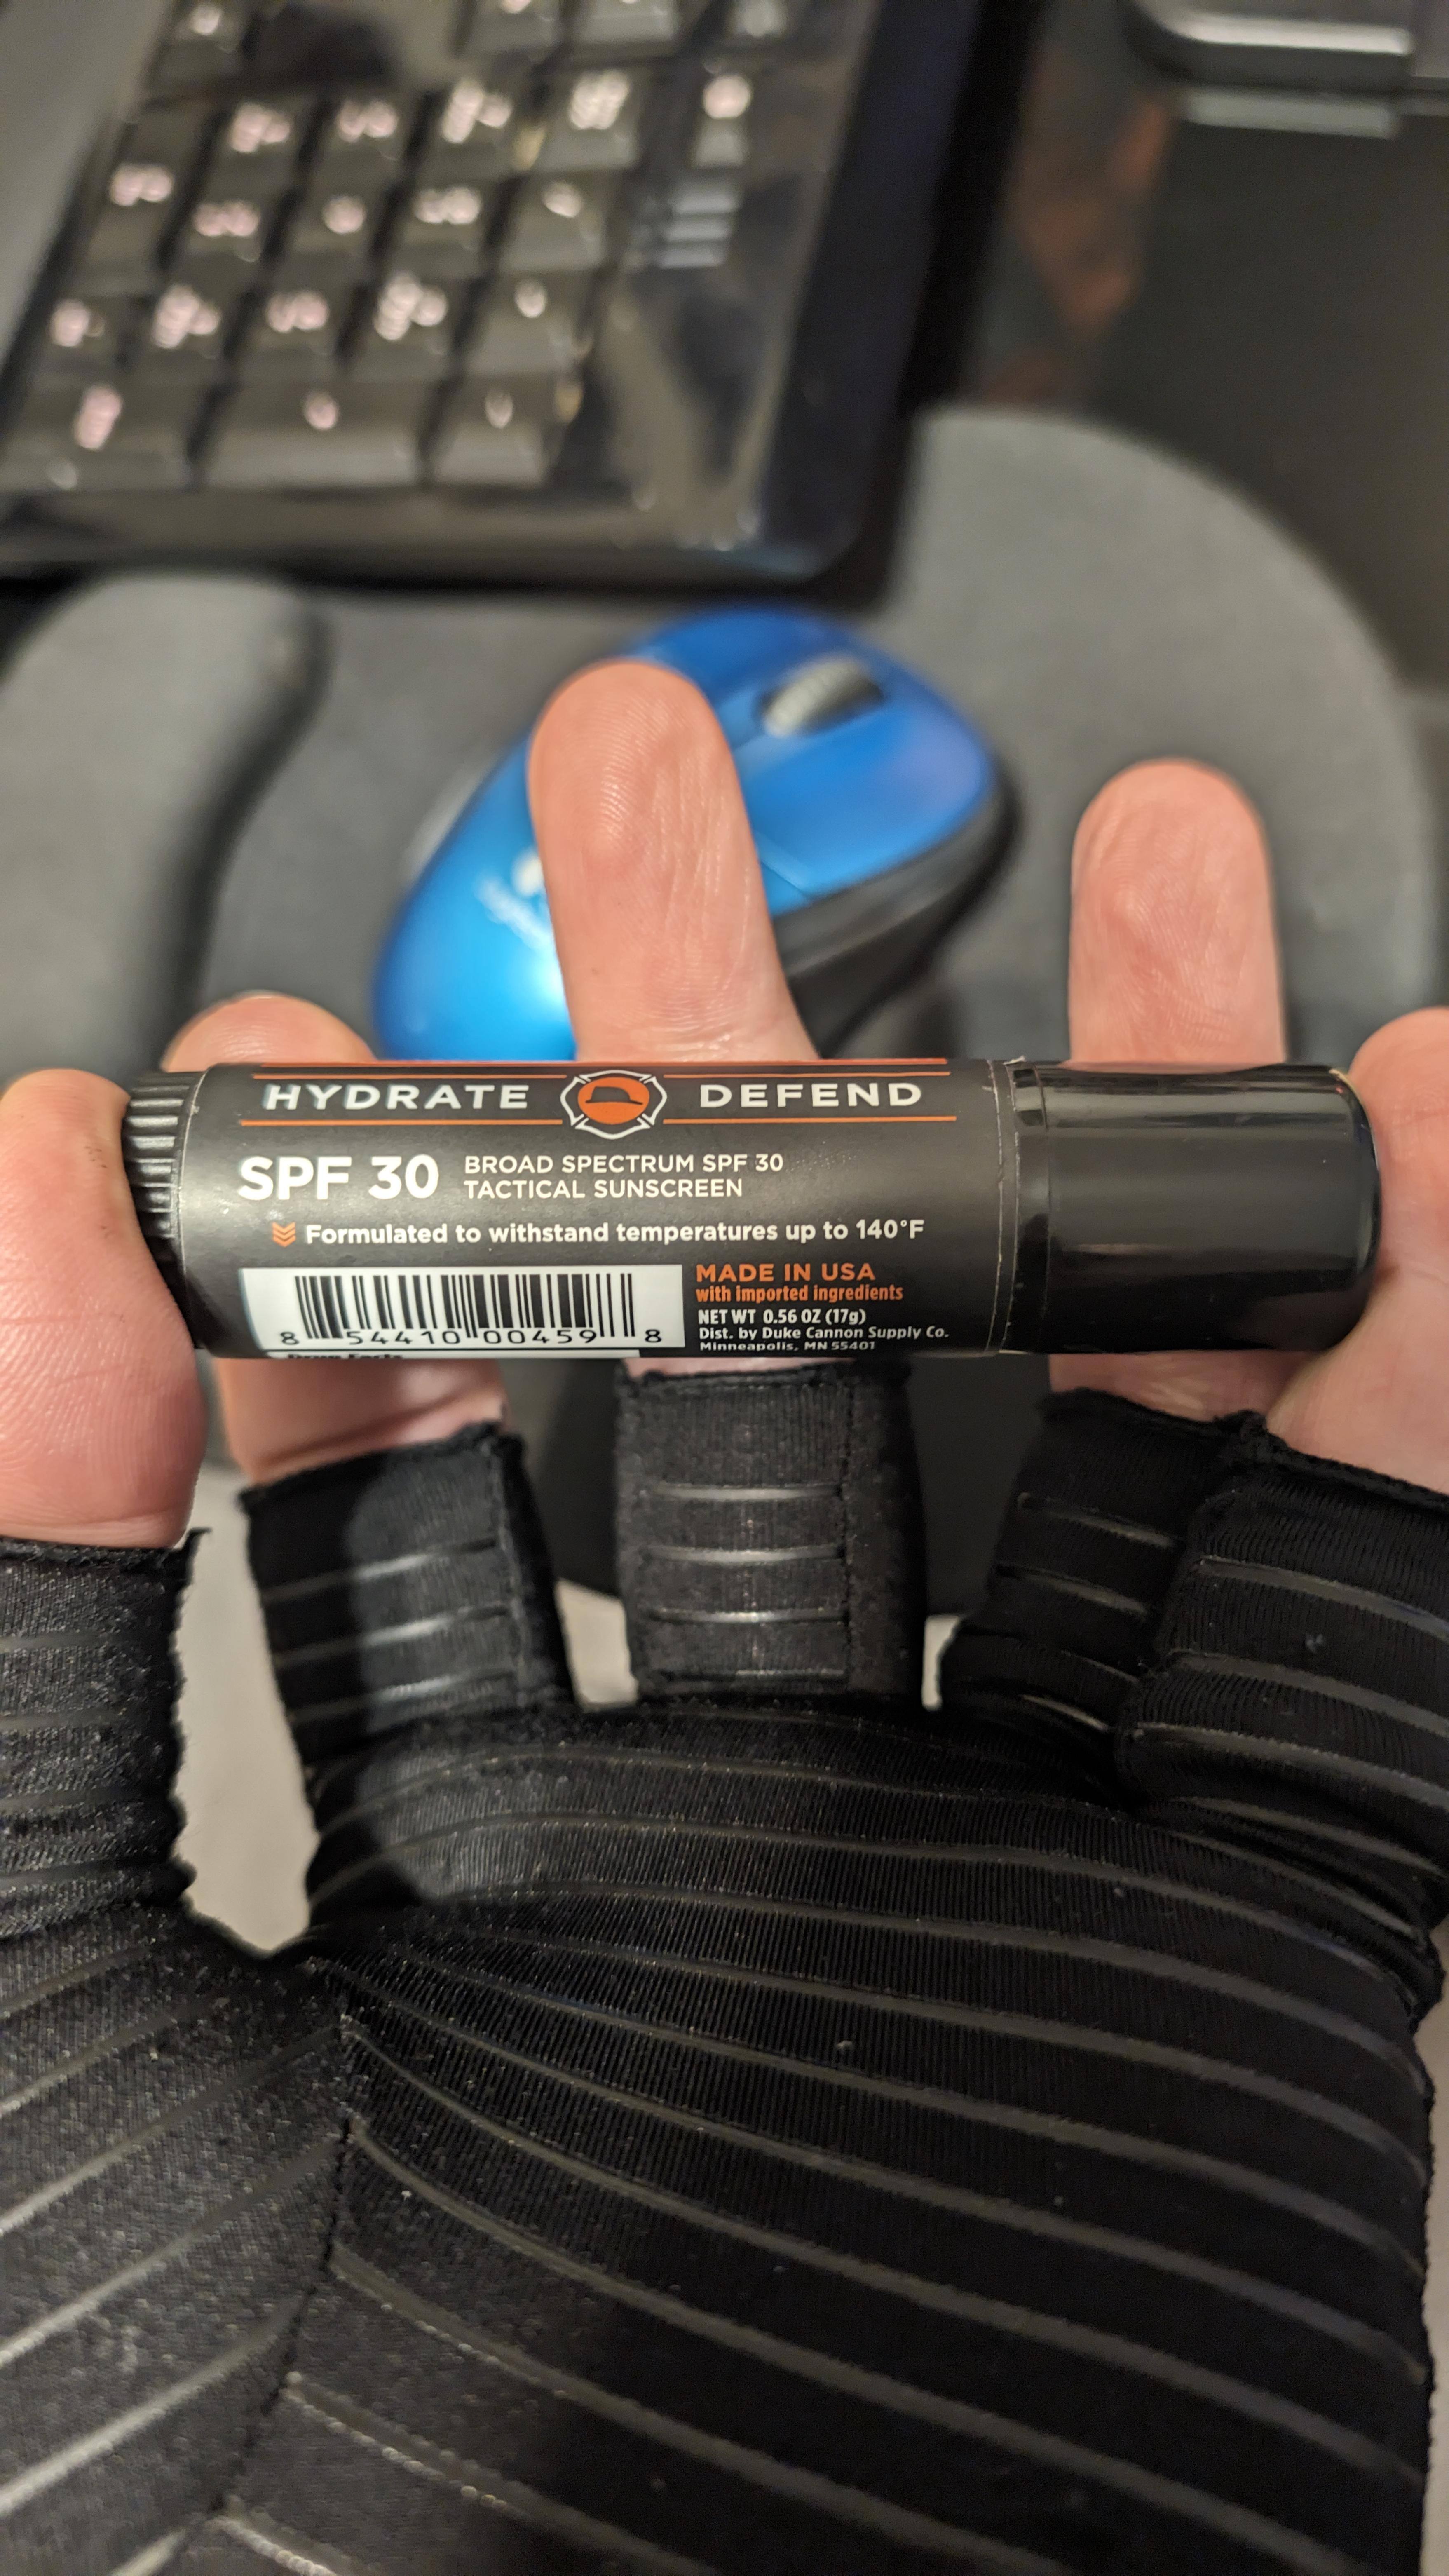 HYDRATE DEFEND
SPF 30
BROAD SPECTRUM SPF 30
TACTICAL SUNSCREEN
Formulated to withstand temperatures up to 140°F
MADE IN USA
with imported ingredients
NET WT 0.56 OZ (17g)
Dist. by Duke Cannon Supply Co.
Minneapolis, MN 55401
8 54410 00459 8
Drug Facts